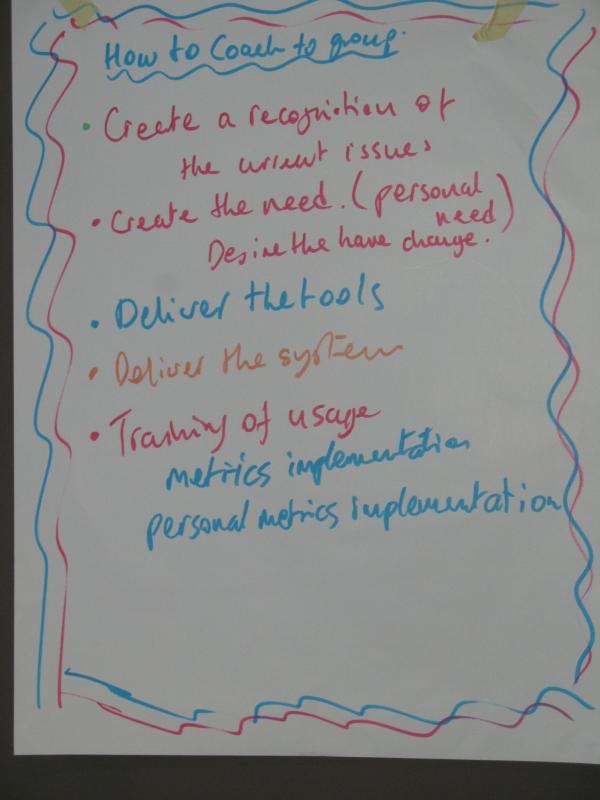 How to Coach to group.
• Create a recognition of
the current issues
• Create the need. (personal
need)
Desire the have change.
• Deliver the tools
• Deliver the system
• Training of usage
metrics implementation
personal metrics implementation